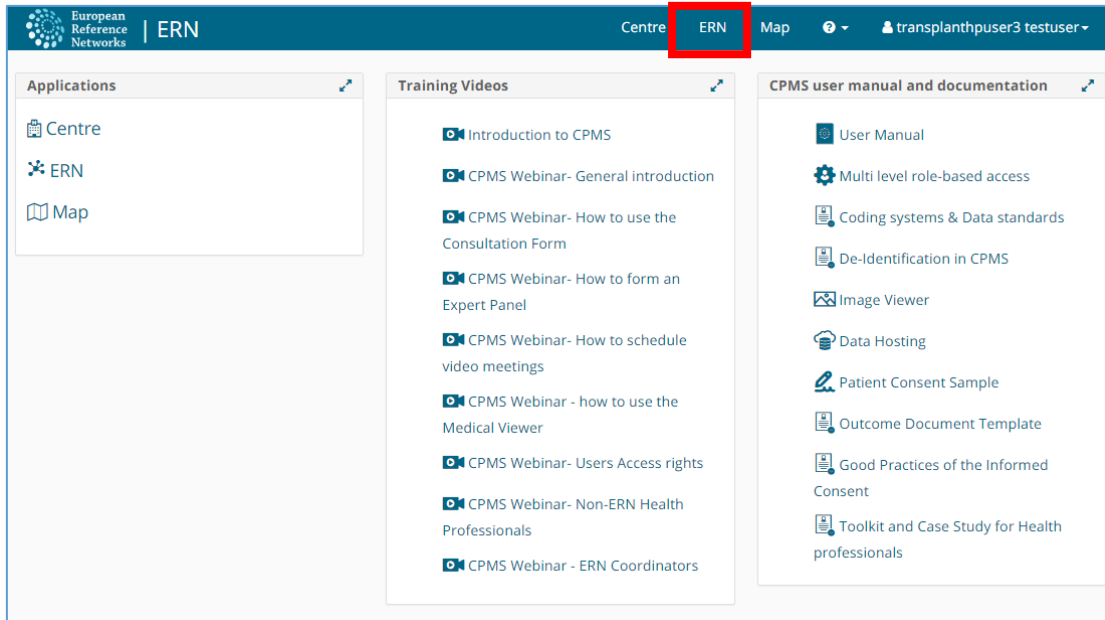 European
Reference
Networks
| ERN
Centre
ERN
Map
transplanthpuser3 testuser
Applications
Centre
ERN
Map
Training Videos
Introduction to CPMS
CPMS Webinar- General introduction
CPMS Webinar- How to use the
Consultation Form
CPMS Webinar- How to form an
Expert Panel
CPMS Webinar- How to schedule
video meetings
CPMS Webinar - how to use the
Medical Viewer
CPMS Webinar- Users Access rights
CPMS Webinar- Non-ERN Health
Professionals
CPMS Webinar - ERN Coordinators
CPMS user manual and documentation
User Manual
Multi level role-based access
Coding systems & Data standards
De-Identification in CPMS
Image Viewer
Data Hosting
Patient Consent Sample
Outcome Document Template
Good Practices of the Informed
Consent
Toolkit and Case Study for Health
professionals